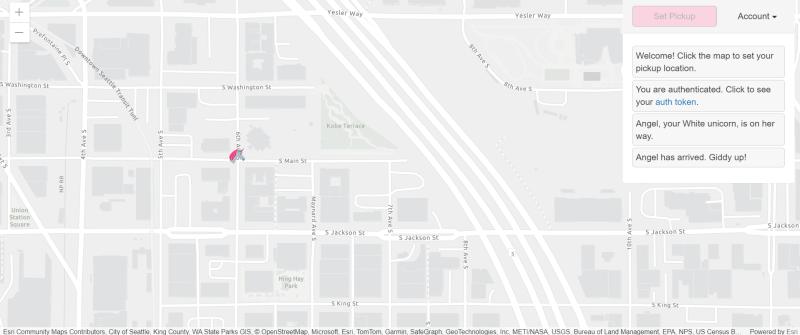 Yesler Way
Yesler Way
Set Pickup
Account
Welcome! Click the map to set your
pickup location.
You are authenticated. Click to see
your auth token.
Angel, your White unicorn, is on her
way.
Angel has arrived. Giddy up!
Prefontaine Pl S
Downtown Seattle Transit Tunl
9th Ave S
8th Ave S
S Washington St
S Washington St
Kobe Terrace
3rd Ave S
4th Ave S
5th Ave S
6th Ave
S Main St
NP RR
Maynard Ave S
7th Ave S
Union
Station
Square
S Jackson St
S Jackson St
S Jackson St
8th Ave S
10th Ave S
S
Hing Hay
Park
S King St
S King St
Esri Community Maps Contributors, City of Seattle, King County, WA State Parks GIS, © OpenStreetMap, Microsoft, Esri, TomTom, Garmin, SafeGraph, GeoTechnologies, Inc, METI/NASA, USGS, Bureau of Land Management, EPA, NPS, US Census B...
Powered by Esri